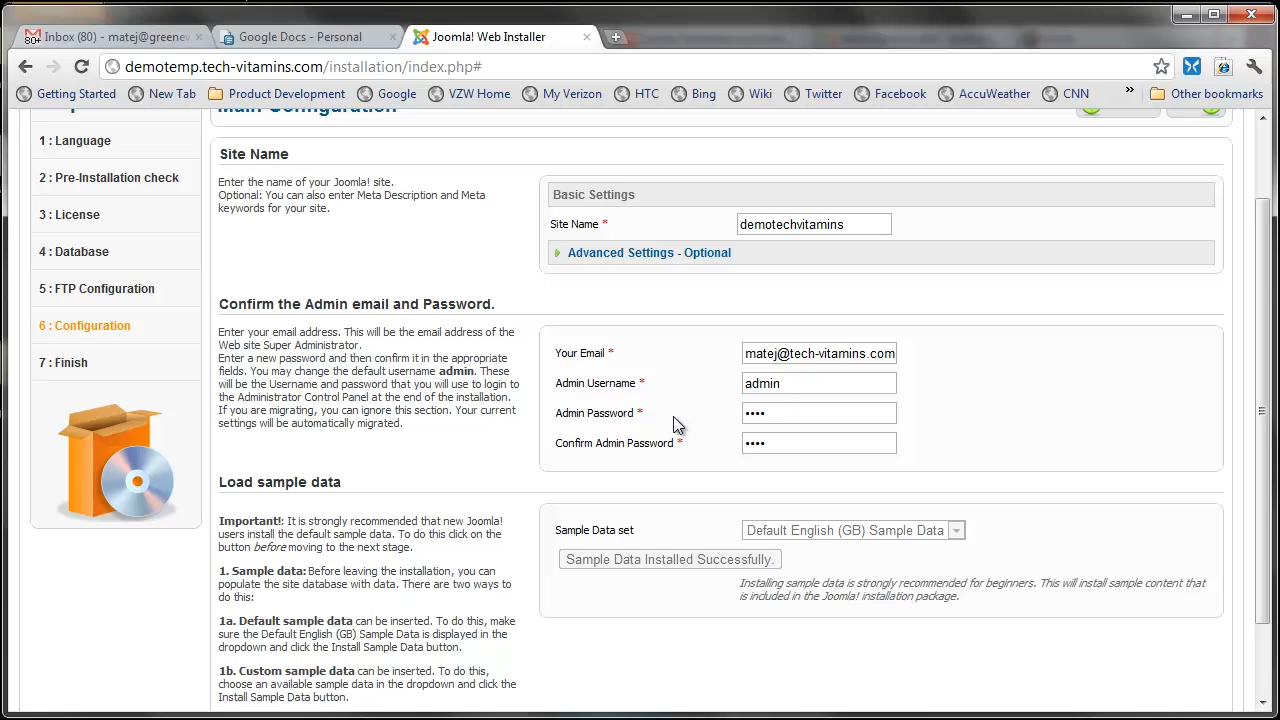 Inbox (80) - matej@greenev
Google Docs - Personal
Joomla! Web Installer
demotemp.tech-vitamins.com/installation/index.php#
Getting Started
New Tab
Product Development
Google
VZW Home
My Verizon
HTC
Bing
Wiki
Twitter
Facebook
AccuWeather
CNN
»
Other bookmarks
Main Configuration
1 : Language
2 : Pre-Installation check
3 : License
4 : Database
5 : FTP Configuration
6 : Configuration
7 : Finish
Site Name
Enter the name of your Joomla! site.
Optional: You can also enter Meta Description and Meta
keywords for your site.
Basic Settings
Site Name * demotechvitamins
Advanced Settings - Optional
Confirm the Admin email and Password.
Enter your email address. This will be the email address of the
Web site Super Administrator.
Enter a new password and then confirm it in the appropriate
fields. You may change the default username admin. These
will be the Username and password that you will use to login to
the Administrator Control Panel at the end of the installation.
If you are migrating, you can ignore this section. Your current
settings will be automatically migrated.
Your Email * matej@tech-vitamins.com
Admin Username * admin
Admin Password * ••••
Confirm Admin Password * ••••
Load sample data
Important!: It is strongly recommended that new Joomla!
users install the default sample data. To do this click on the
button before moving to the next stage.
1. Sample data: Before leaving the installation, you can
populate the site database with data. There are two ways to
do this:
1a. Default sample data can be inserted. To do this, make
sure the Default English (GB) Sample Data is displayed in the
dropdown and click the Install Sample Data button.
1b. Custom sample data can be inserted. To do this,
choose an available sample data in the dropdown and click the
Install Sample Data button.
Sample Data set Default English (GB) Sample Data
Sample Data Installed Successfully.
Installing sample data is strongly recommended for beginners. This will install sample content that
is included in the Joomla! installation package.